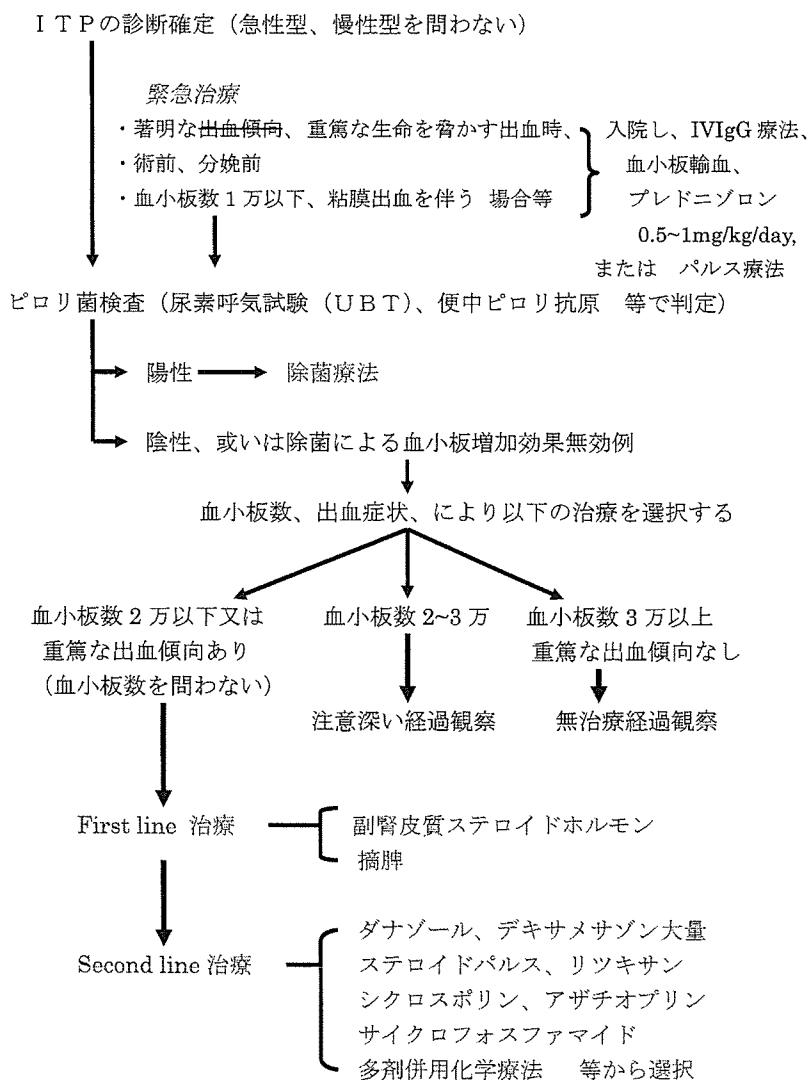 ＩＴＰの診断確定（急性型、慢性型を問わない）
緊急治療
・著明な出血傾向、重篤な生命を脅かす出血時、
・術前、分娩前
・血小板数１万以下、粘膜出血を伴う 場合等
入院し、IVIgG 療法、
血小板輸血、
プレドニゾロン
0.5~1mg/kg/day,
または パルス療法
ピロリ菌検査（尿素呼気試験（ＵＢＴ）、便中ピロリ抗原 等で判定）
陽性
除菌療法
陰性、或いは除菌による血小板増加効果無効例
血小板数、出血症状、により以下の治療を選択する
血小板数２万以下又は
重篤な出血傾向あり
（血小板数を問わない）
血小板数 2~3 万
血小板数３万以上
重篤な出血傾向なし
注意深い経過観察
無治療経過観察
First line 治療
副腎皮質ステロイドホルモン
摘脾
Second line 治療
ダナゾール、デキサメサゾン大量
ステロイドパルス、リツキサン
シクロスポリン、アザチオプリン
サイクロフォスファマイド
多剤併用化学療法 等から選択